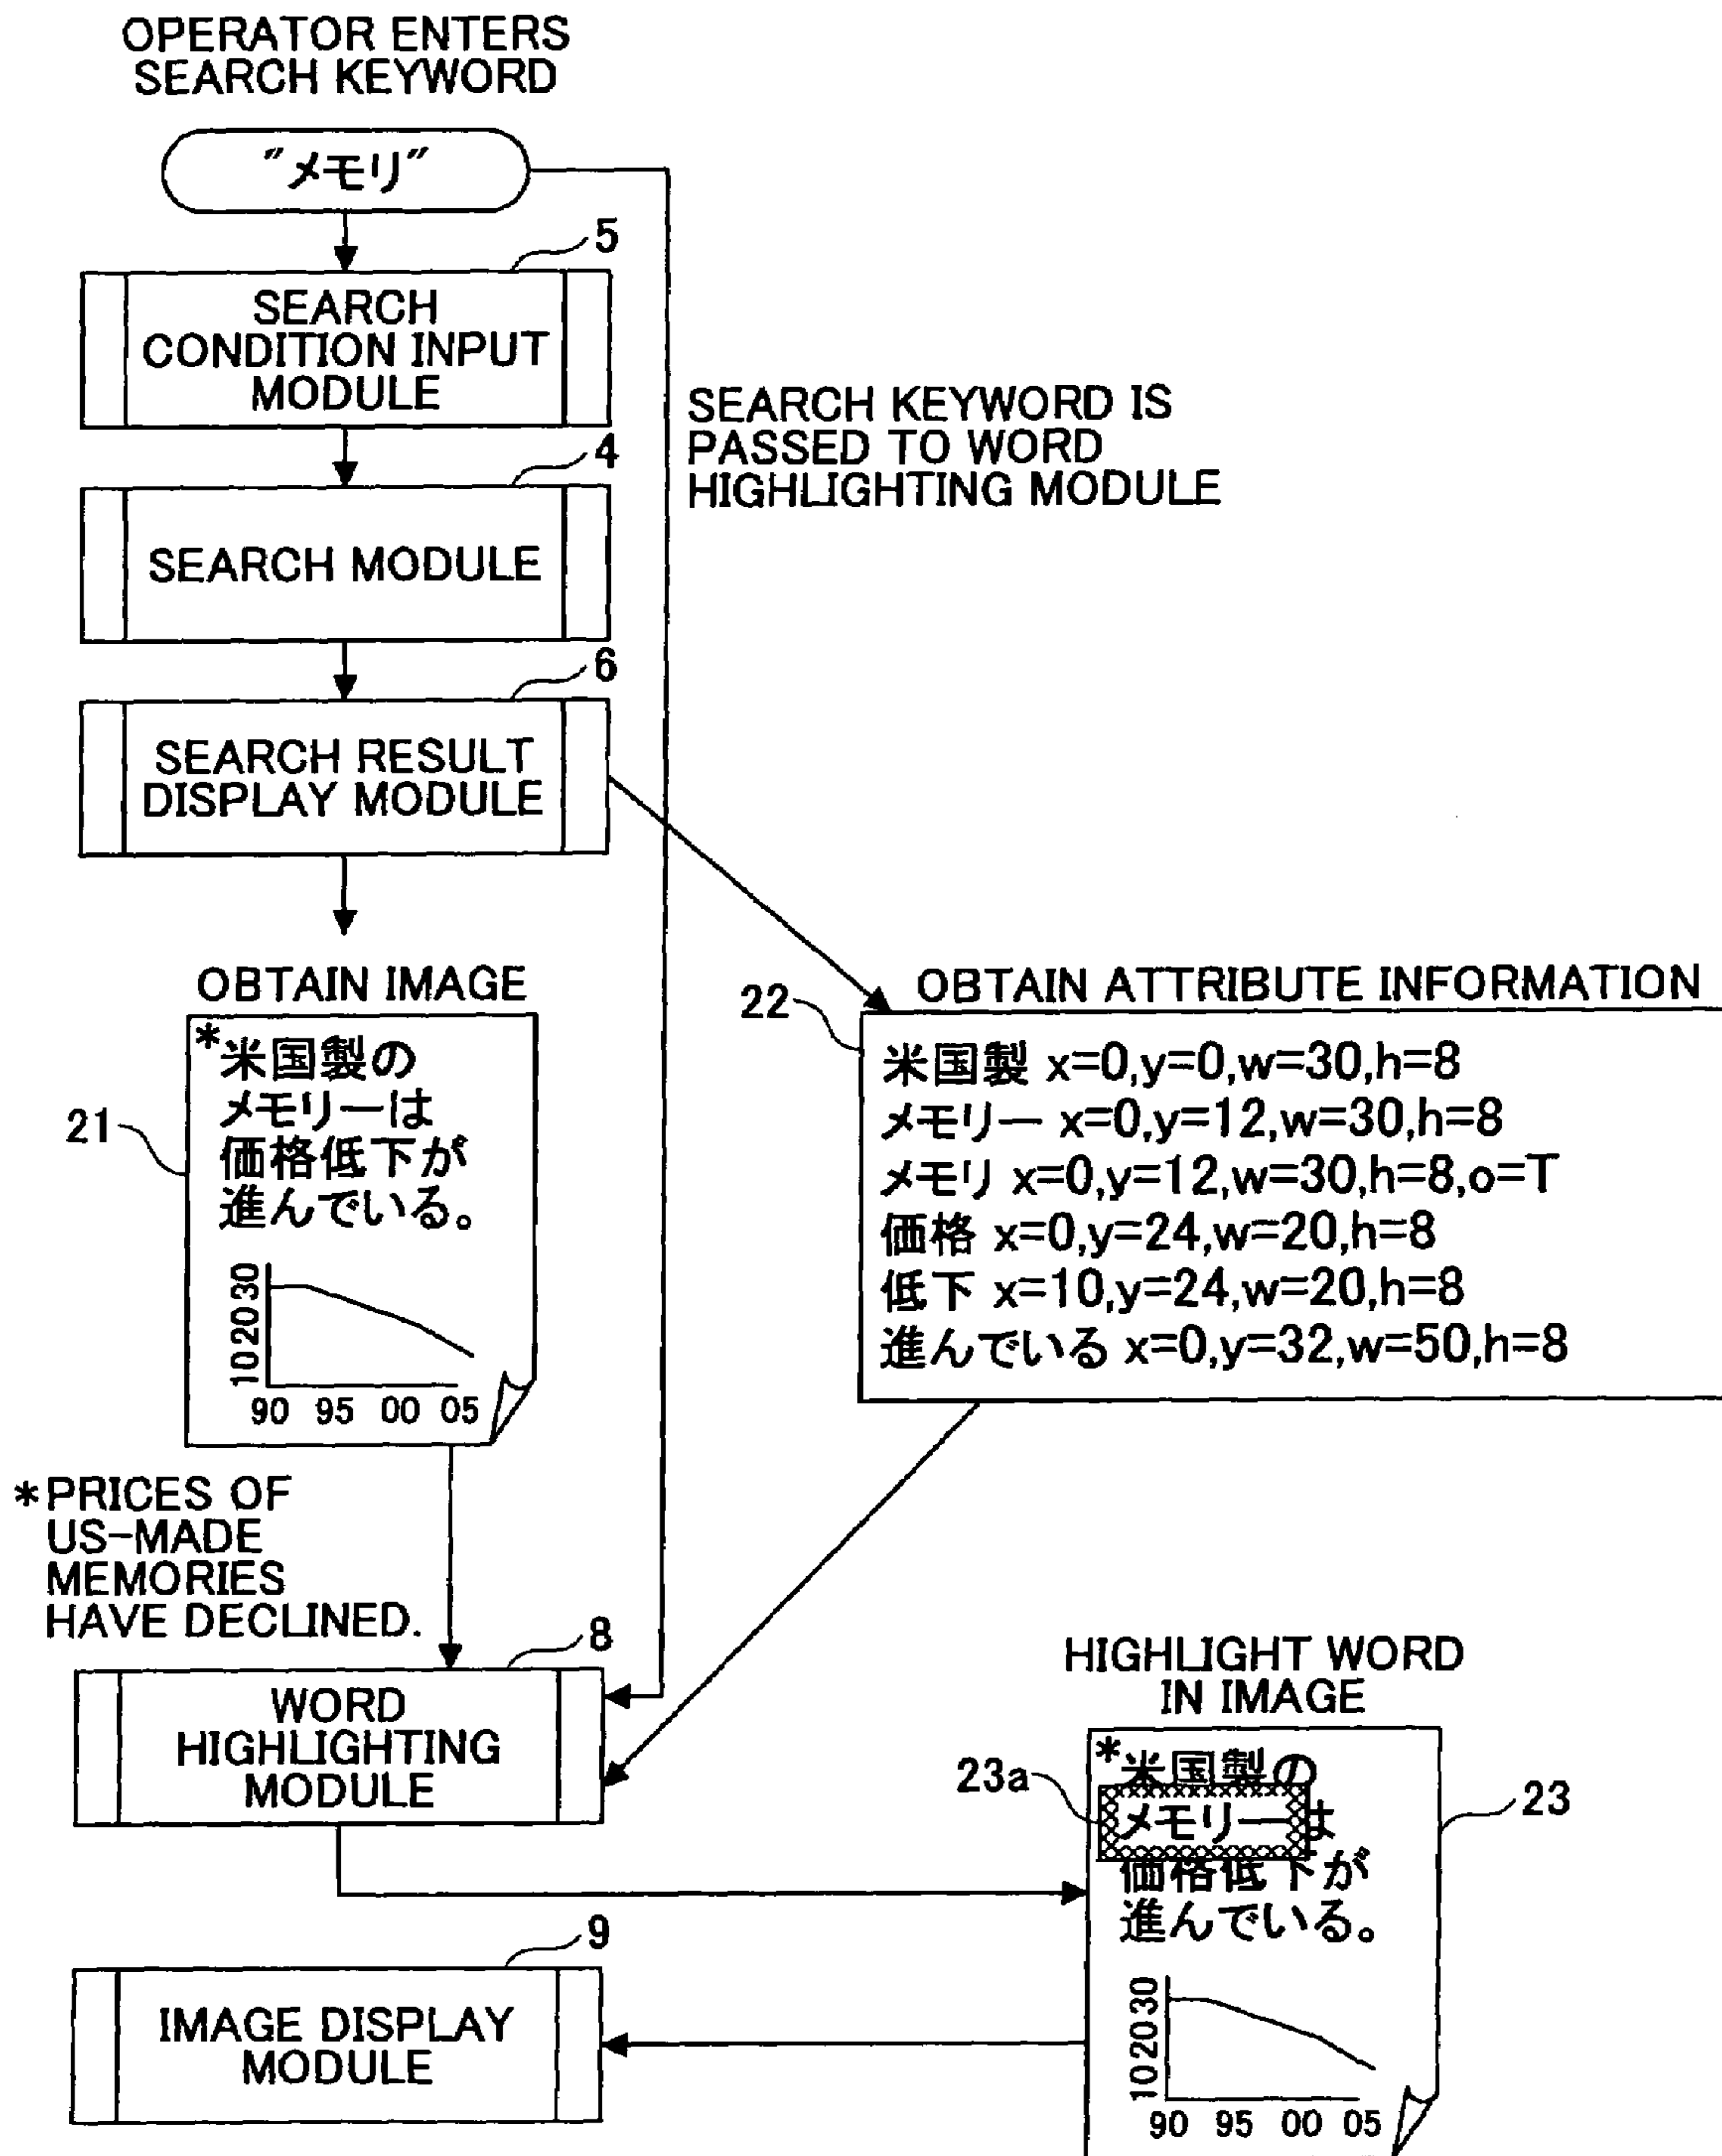 OPERATOR ENTERS
SEARCH KEYWORD
"メモリ"
5
SEARCH
CONDITION INPUT
MODULE
SEARCH KEYWORD IS
PASSED TO WORD
HIGHLIGHTING MODULE
4
SEARCH MODULE
6
SEARCH RESULT
DISPLAY MODULE
OBTAIN IMAGE
21
*米国製の
メモリーは
価格低下が
進んでいる。
10 20 30
90 95 00 05
22
OBTAIN ATTRIBUTE INFORMATION
米国製 x=0,y=0,w=30,h=8
メモリー x=0,y=12,w=30,h=8
メモリ x=0,y=12,w=30,h=8,o=T
価格 x=0,y=24,w=20,h=8
低下 x=10,y=24,w=20,h=8
進んでいる x=0,y=32,w=50,h=8
*PRICES OF
US-MADE
MEMORIES
HAVE DECLINED.
8
WORD
HIGHLIGHTING
MODULE
HIGHLIGHT WORD
IN IMAGE
23a
23
*米国製の
メモリーは
価格低下が
進んでいる。
10 20 30
90 95 00 05
9
IMAGE DISPLAY
MODULE